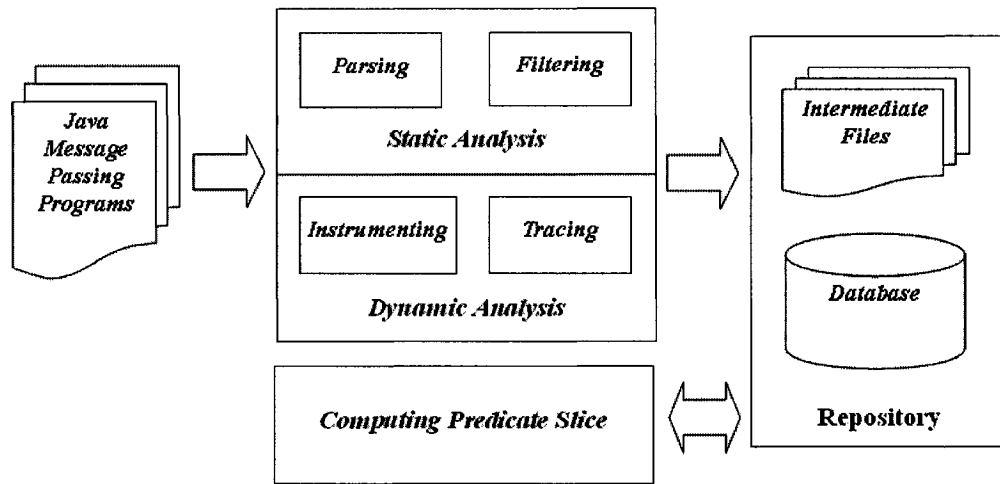 Java
Message
Passing
Programs
Parsing
Filtering
Static Analysis
Instrumenting
Tracing
Dynamic Analysis
Computing Predicate Slice
Intermediate
Files
Database
Repository